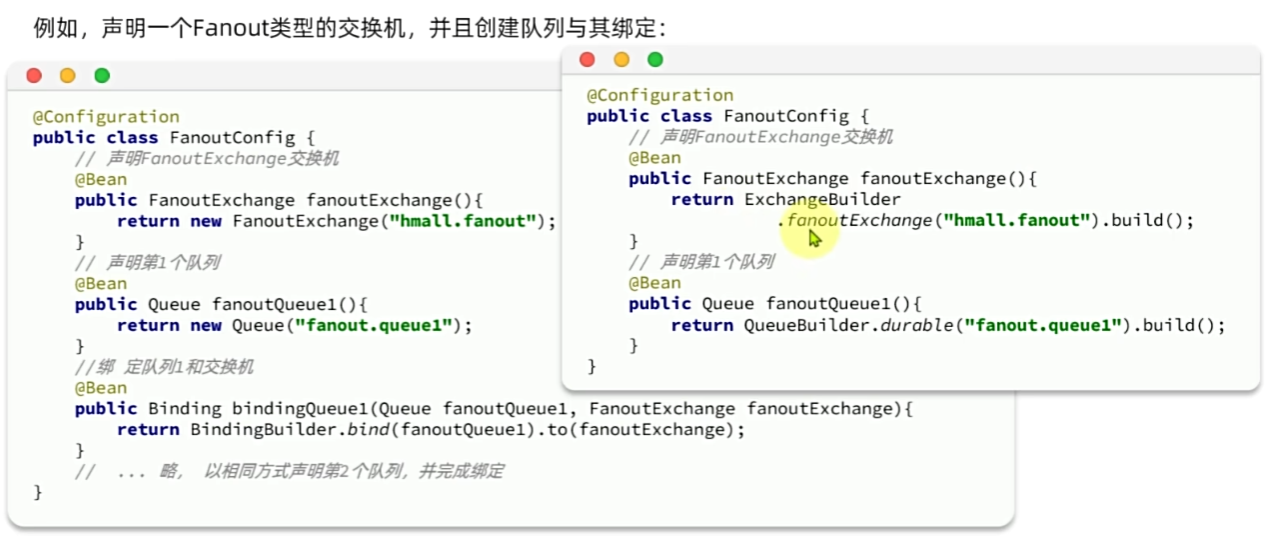 例如，声明一个Fanout类型的交换机，并且创建队列与其绑定：
@Configuration
public class FanoutConfig {
// 声明FanoutExchange交换机
@Bean
public FanoutExchange fanoutExchange(){
return new FanoutExchange("hmall.fanout");
}
// 声明第1个队列
@Bean
public Queue fanoutQueue1(){
return new Queue("fanout.queue1");
}
//绑 定队列1和交换机
@Bean
public Binding bindingQueue1(Queue fanoutQueue1, FanoutExchange fanoutExchange){
return BindingBuilder.bind(fanoutQueue1).to(fanoutExchange);
}
// ... 略， 以相同方式声明第2个队列，并完成绑定
}
@Configuration
public class FanoutConfig {
// 声明FanoutExchange交换机
@Bean
public FanoutExchange fanoutExchange(){
return ExchangeBuilder
.fanoutExchange("hmall.fanout").build();
}
// 声明第1个队列
@Bean
public Queue fanoutQueue1(){
return QueueBuilder.durable("fanout.queue1").build();
}
}